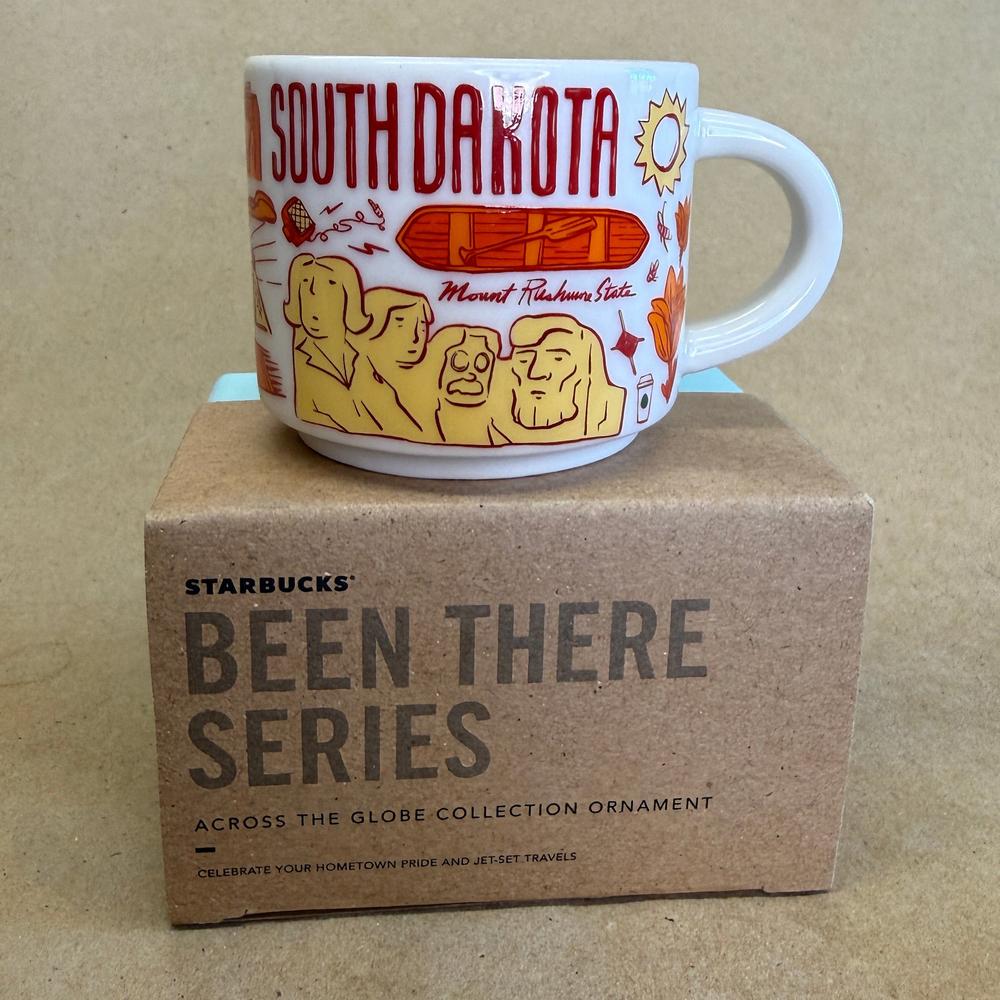 SOUTH DAKOTA
Mount Rushmore State
STARBUCKS®
BEEN THERE
SERIES
ACROSS THE GLOBE COLLECTION ORNAMENT
CELEBRATE YOUR HOMETOWN PRIDE AND JET-SET TRAVELS